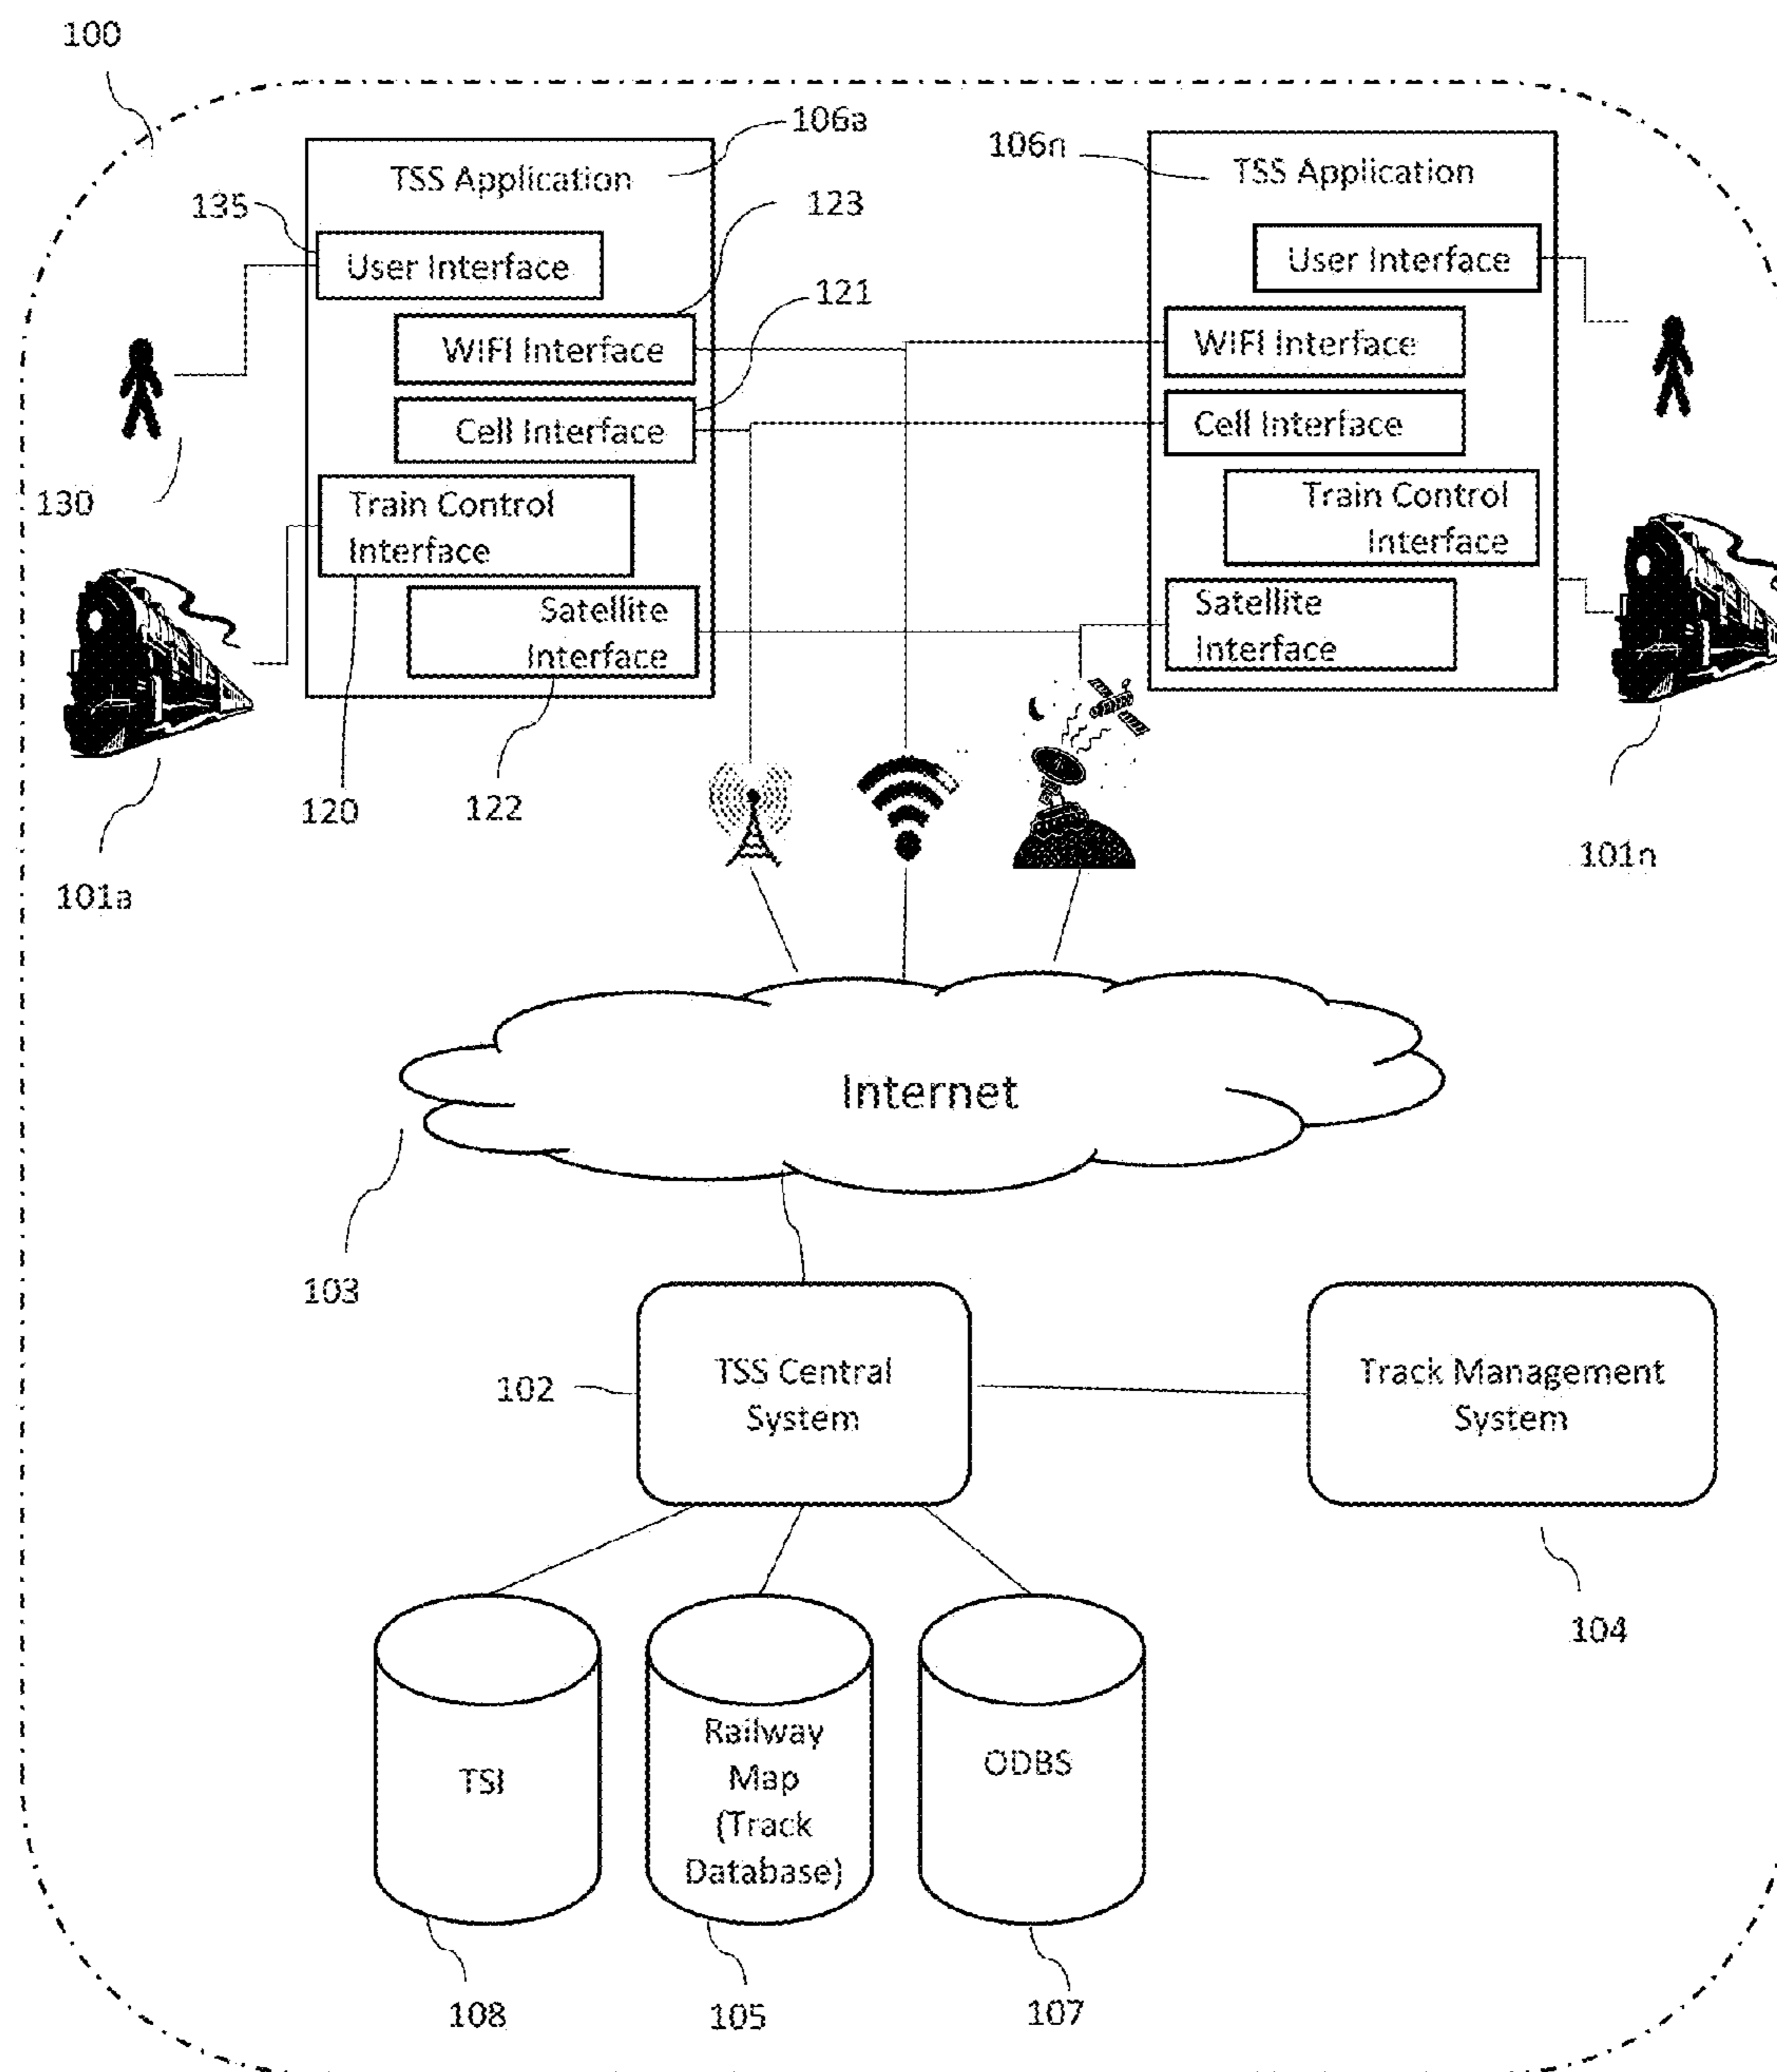 100
106a
106n
TSS Application
TSS Application
135
123
User Interface
User Interface
121
WIFI Interface
WIFI Interface
Cell Interface
Cell Interface
130
Train Control
Interface
Train Control
Interface
Satellite
Interface
Satellite
Interface
120
122
101a
101n
Internet
103
102
TSS Central
System
Track Management
System
104
TSI
Railway
Map
(Track
Database)
ODBS
108
105
107